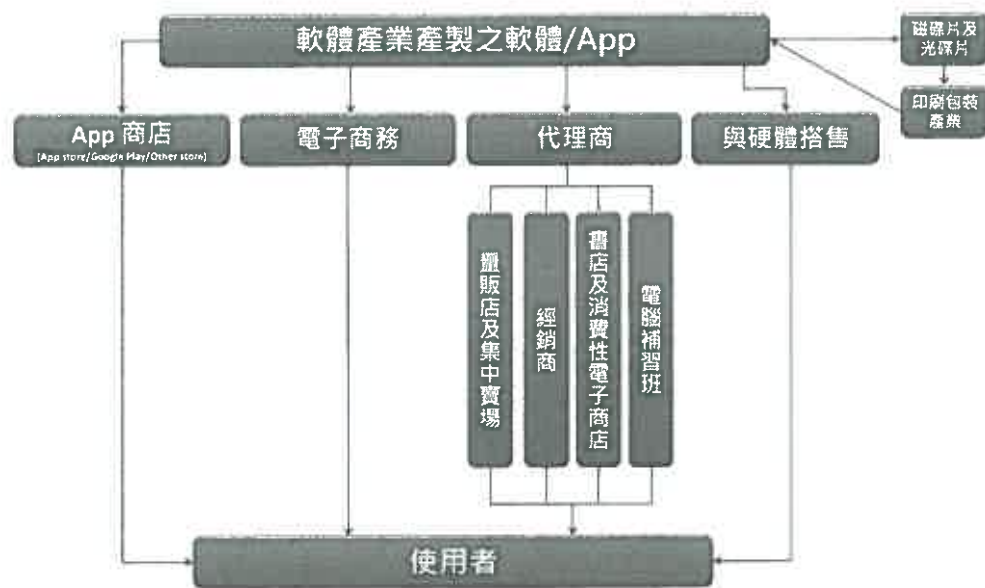 軟體產業產製之軟體/App
磁碟片及
光碟片
印刷包裝
產業
App 商店
(App store/Google Play/Other store)
電子商務
代理商
與硬體搭售
量販店及集中賣場
經銷商
書店及消費性電子商店
電腦補習班
使用者